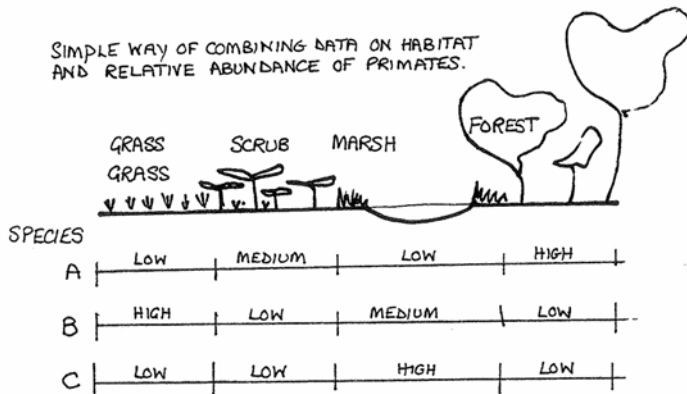 SIMPLE WAY OF COMBINING DATA ON HABITAT
AND RELATIVE ABUNDANCE OF PRIMATES.
GRASS SCRUB MARSH FOREST
GRASS
SPECIES
A LOW MEDIUM LOW HIGH
B HIGH LOW MEDIUM LOW
C LOW LOW HIGH LOW